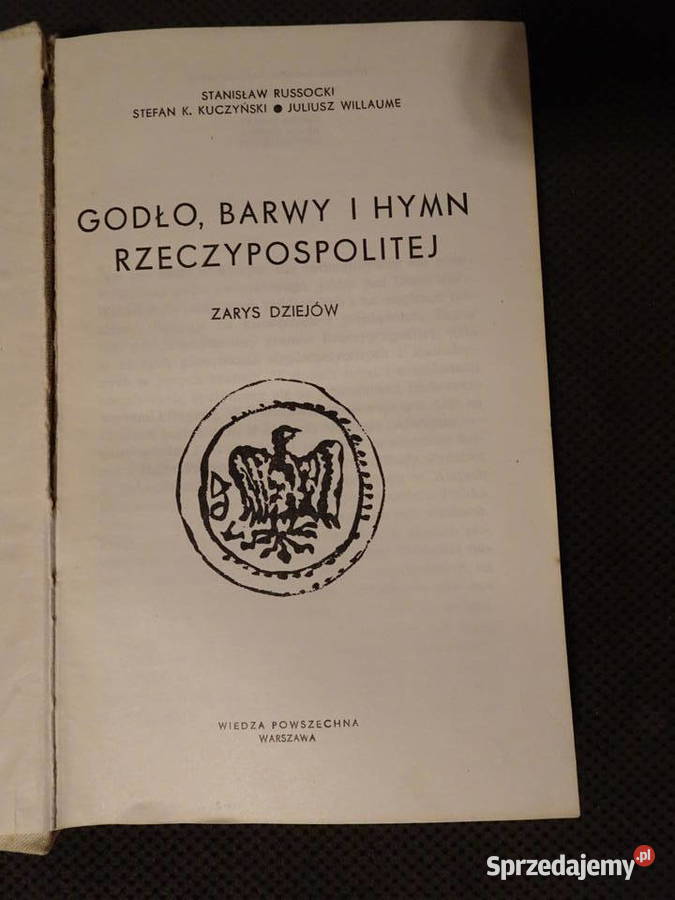 STANISŁAW RUSSOCKI
STEFAN K. KUCZYŃSKI ● JULIUSZ WILLAUME
GODŁO, BARWY I HYMN
RZECZYPOSPOLITEJ
ZARYS DZIEJÓW
WIEDZA POWSZECHNA
WARSZAWA
Sprzedajemy.pl